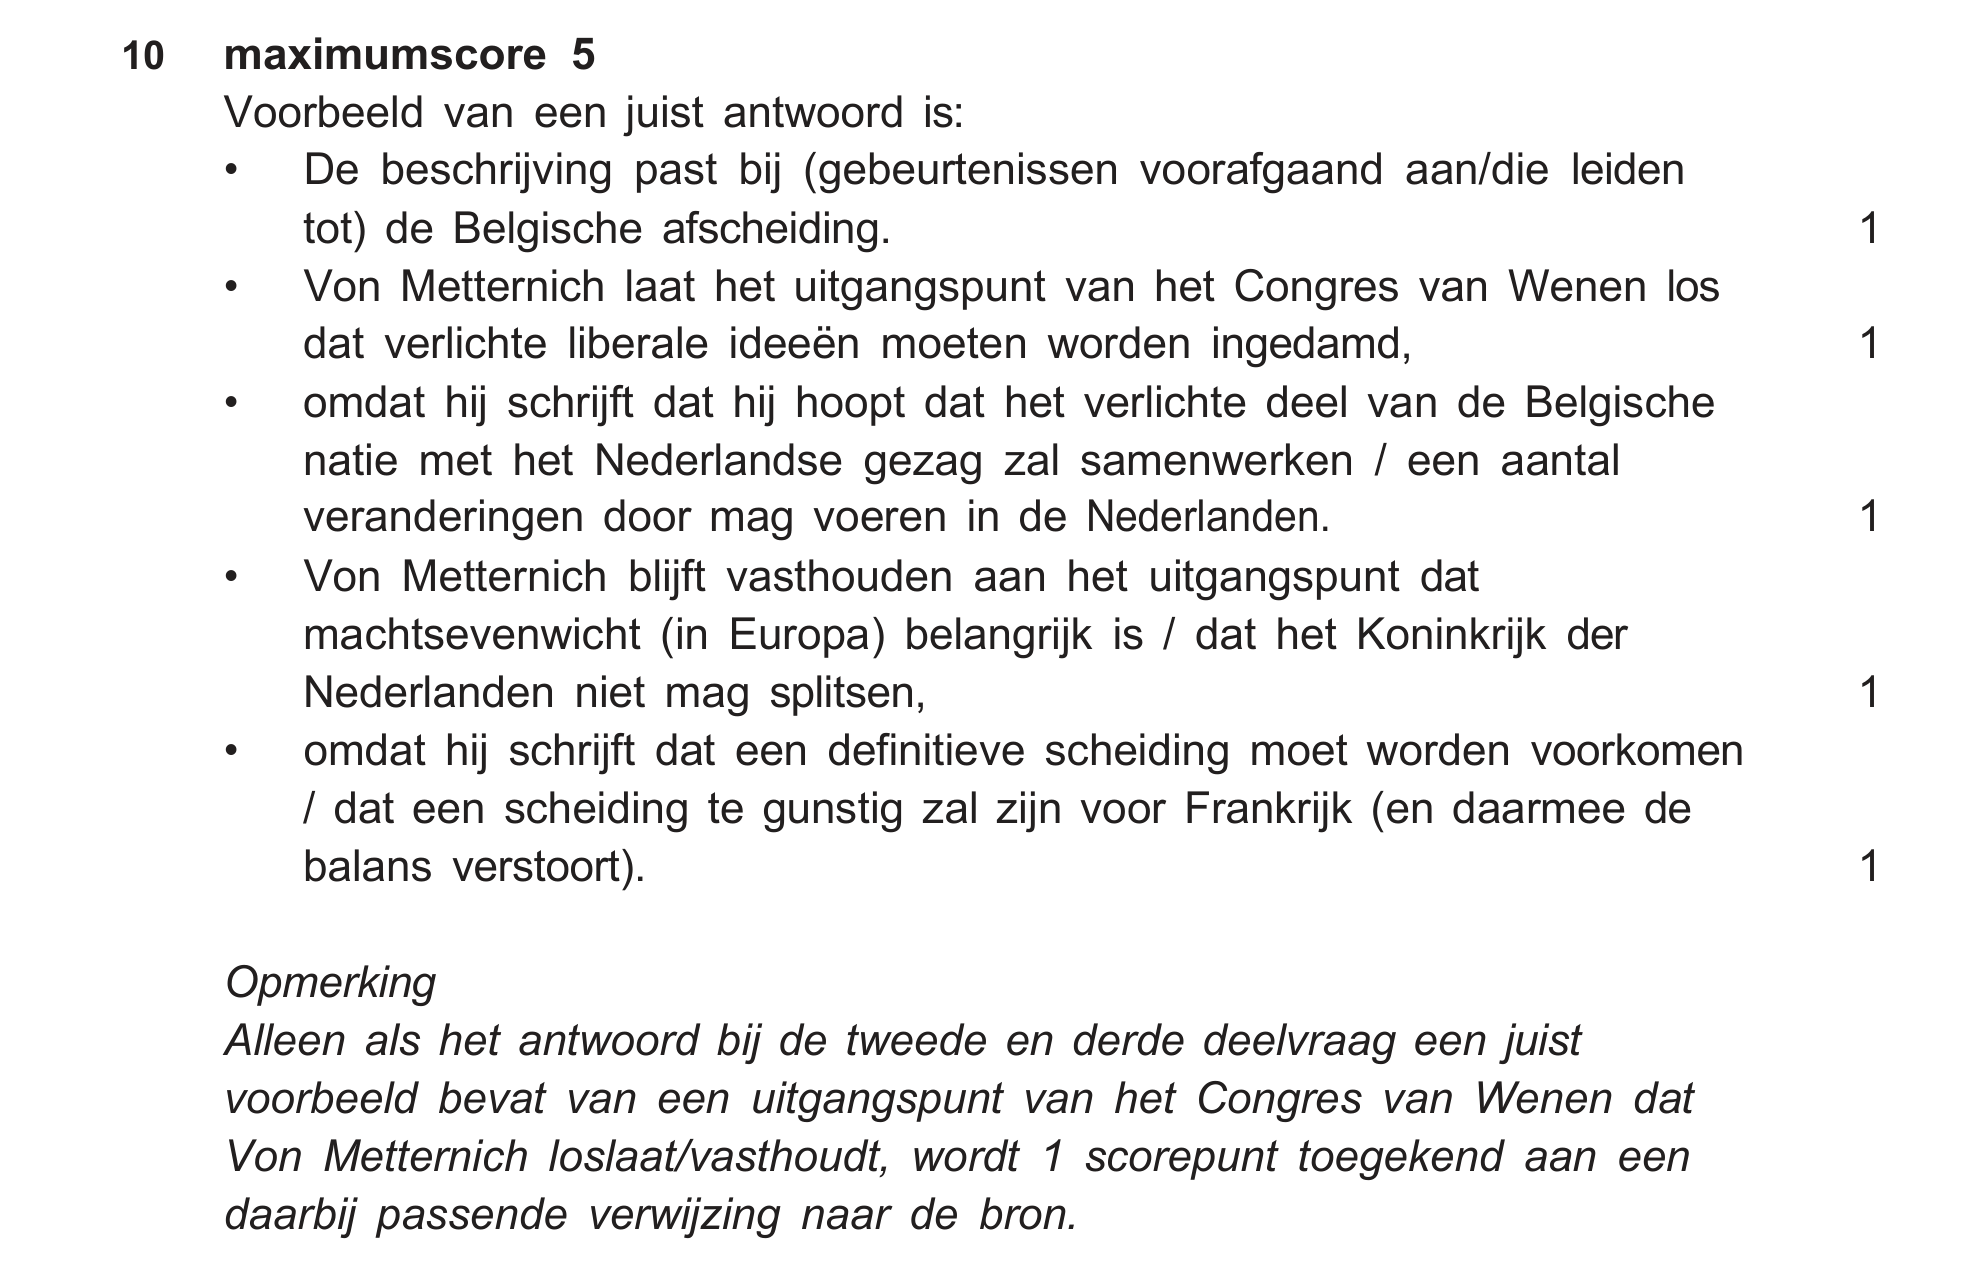 10 maximumscore 5
Voorbeeld van een juist antwoord is:
• De beschrijving past bij (gebeurtenissen voorafgaand aan/die leiden
tot) de Belgische afscheiding. 1
• Von Metternich laat het uitgangspunt van het Congres van Wenen los
dat verlichte liberale ideeën moeten worden ingedamd, 1
• omdat hij schrijft dat hij hoopt dat het verlichte deel van de Belgische
natie met het Nederlandse gezag zal samenwerken / een aantal
veranderingen door mag voeren in de Nederlanden. 1
• Von Metternich blijft vasthouden aan het uitgangspunt dat
machtsevenwicht (in Europa) belangrijk is / dat het Koninkrijk der
Nederlanden niet mag splitsen, 1
• omdat hij schrijft dat een definitieve scheiding moet worden voorkomen
/ dat een scheiding te gunstig zal zijn voor Frankrijk (en daarmee de
balans verstoort). 1
Opmerking
Alleen als het antwoord bij de tweede en derde deelvraag een juist
voorbeeld bevat van een uitgangspunt van het Congres van Wenen dat
Von Metternich loslaat/vasthoudt, wordt 1 scorepunt toegekend aan een
daarbij passende verwijzing naar de bron.